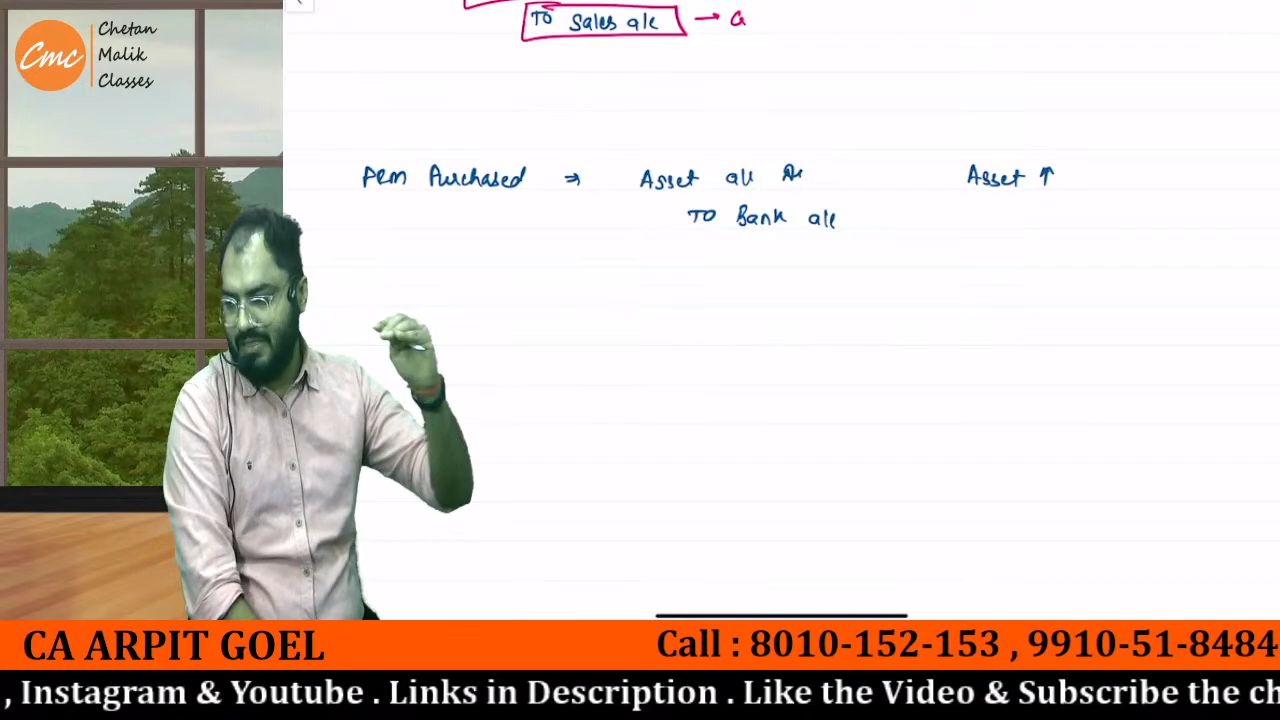 Chetan
Malik
Classes
cmc
To Sales a/c → G
P&M Purchased ⇒ Asset a/c Dr Asset ↑
TO Bank a/c
CA ARPIT GOEL
Call : 8010-152-153 , 9910-51-8484
, Instagram & Youtube . Links in Description . Like the Video & Subscribe the ch